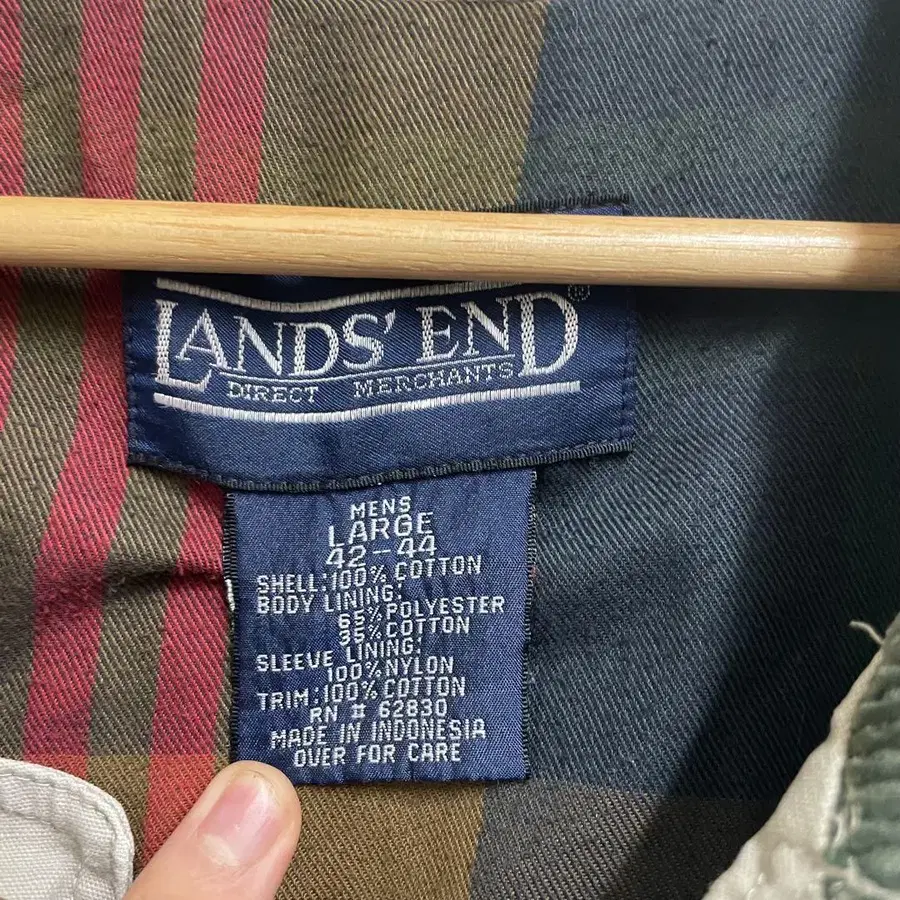 LANDS' END®
DIRECT MERCHANTS
MENS
LARGE
42-44
SHELL:100% COTTON
BODY LINING:
65% POLYESTER
35% COTTON
SLEEVE LINING:
100% NYLON
TRIM:100% COTTON
RN # 62830
MADE IN INDONESIA
OVER FOR CARE